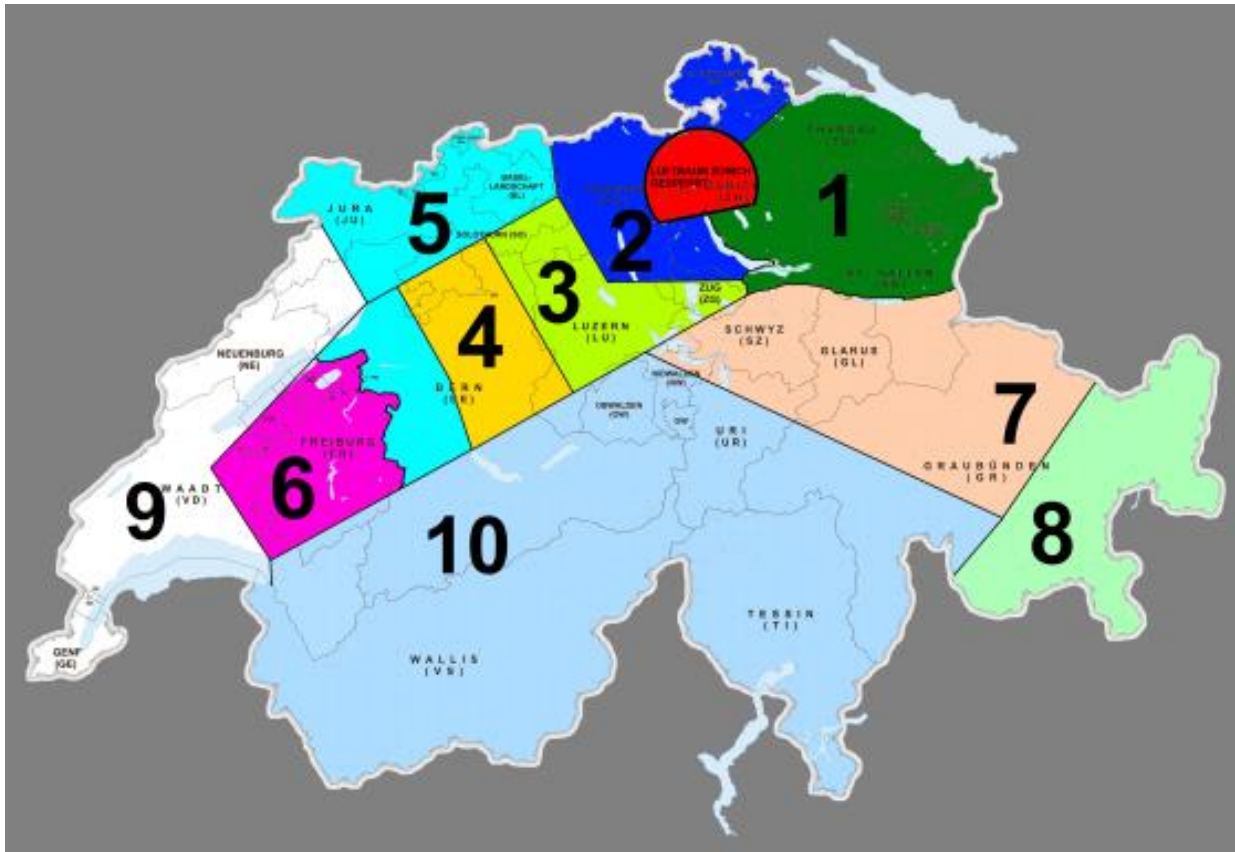 THURGAU
(TG)
LUFTRAUM ZÜRICH
GESPERRT
1
BASEL-
LANDSCHAFT
(BL)
JURA
(JU)
5
SOLOTHURN (SO)
2
ST. GALLEN
(SG)
3
ZUG
(ZG)
4
LUZERN
(LU)
SCHWYZ
(SZ)
GLARUS
(GL)
NEUENBURG
(NE)
BERN
(BE)
NIDWALDEN
(NW)
OBWALDEN
(OW)
OW
7
URI
(UR)
FREIBURG
(FR)
6
GRAUBÜNDEN
(GR)
WAADT
(VD)
9
10
8
TESSIN
(TI)
GENF
(GE)
WALLIS
(VS)